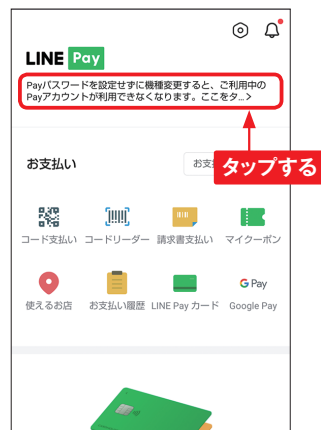 LINE Pay
Payパスワードを設定せずに機種変更すると、ご利用中の
Payアカウントが利用できなくなります。ここをタ...>
お支払い
お支
タップする
コード支払い コードリーダー 請求書支払い マイクーポン
G Pay
使えるお店 お支払い履歴 LINE Pay カード Google Pay